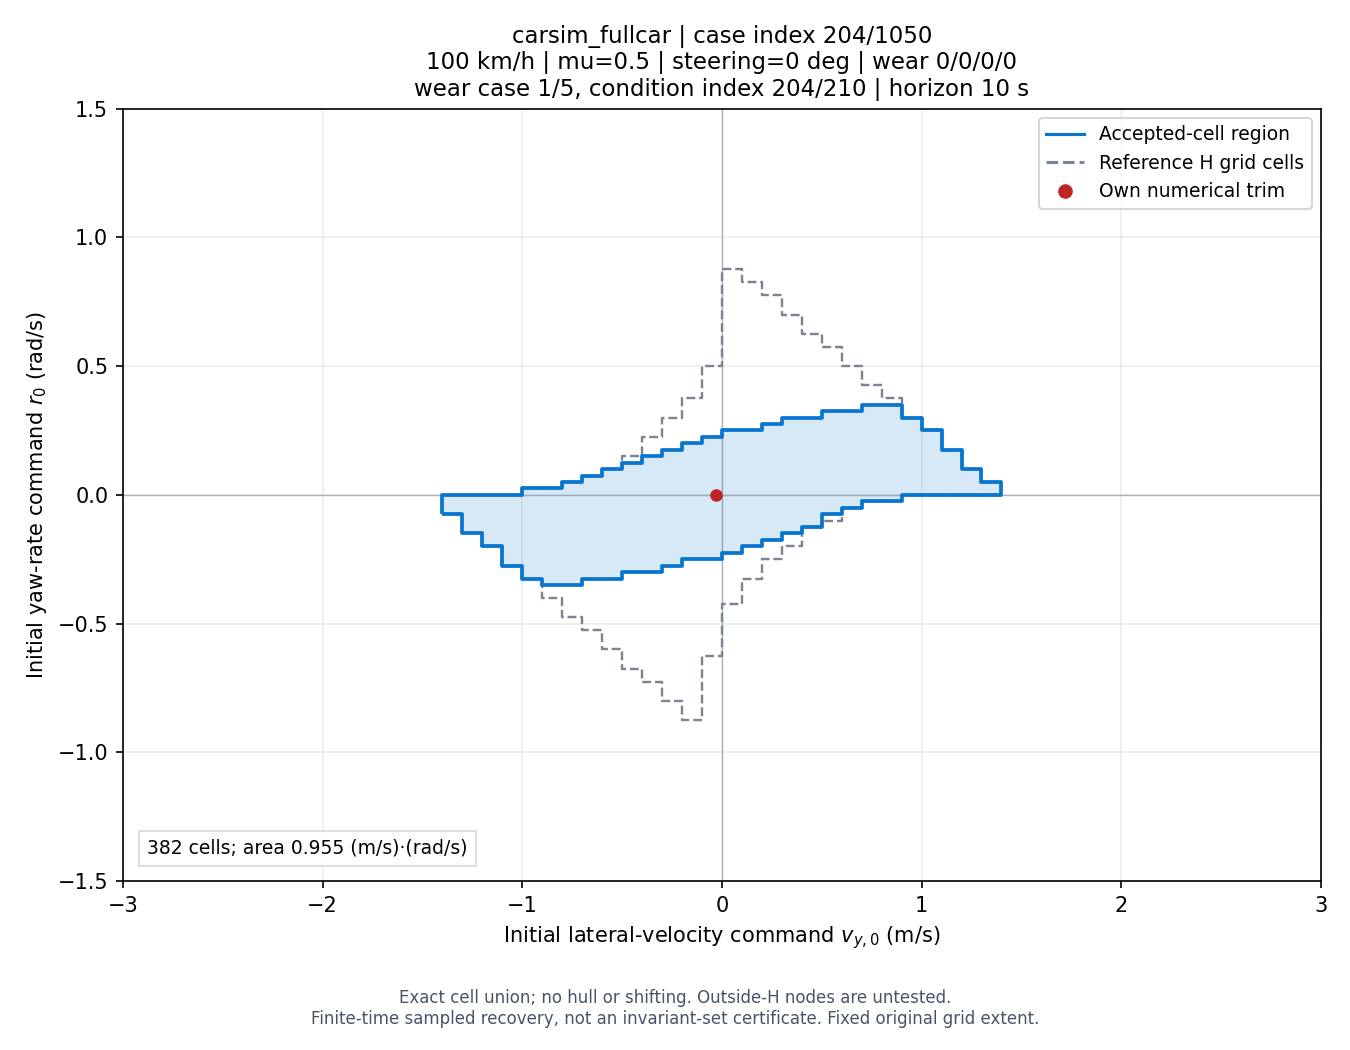 carsim_fullcar | case index 204/1050
100 km/h | mu=0.5 | steering=0 deg | wear 0/0/0/0
wear case 1/5, condition index 204/210 | horizon 10 s
Accepted-cell region
Reference H grid cells
Own numerical trim
1.5
1.0
0.5
0.0
−0.5
−1.0
−1.5
Initial yaw-rate command r0 (rad/s)
382 cells; area 0.955 (m/s)·(rad/s)
−3 −2 −1 0 1 2 3
Initial lateral-velocity command vy,0 (m/s)
Exact cell union; no hull or shifting. Outside-H nodes are untested.
Finite-time sampled recovery, not an invariant-set certificate. Fixed original grid extent.